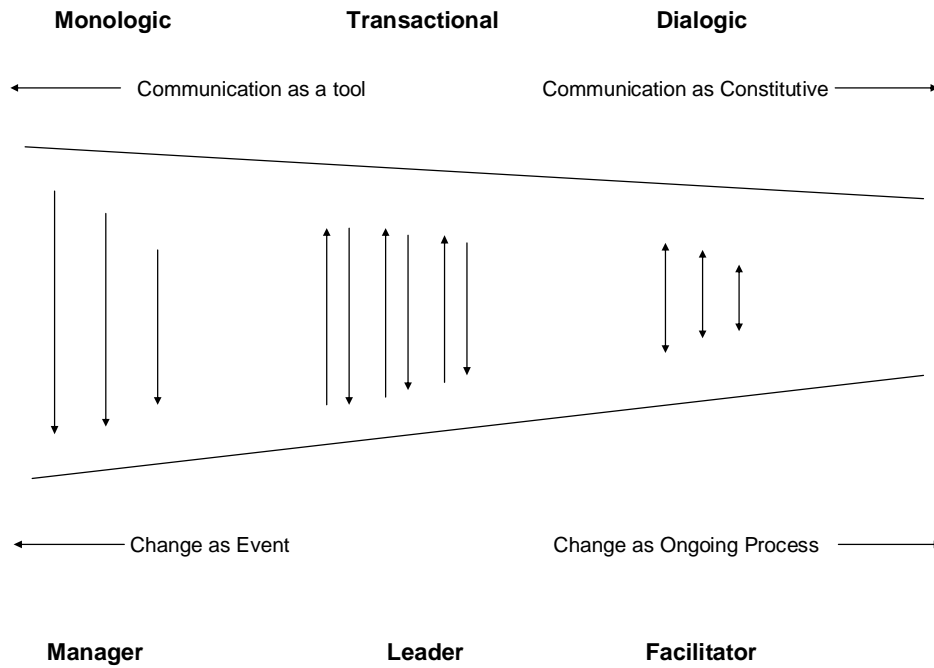 Monologic Transactional Dialogic
Communication as a tool Communication as Constitutive
Change as Event Change as Ongoing Process
Manager Leader Facilitator